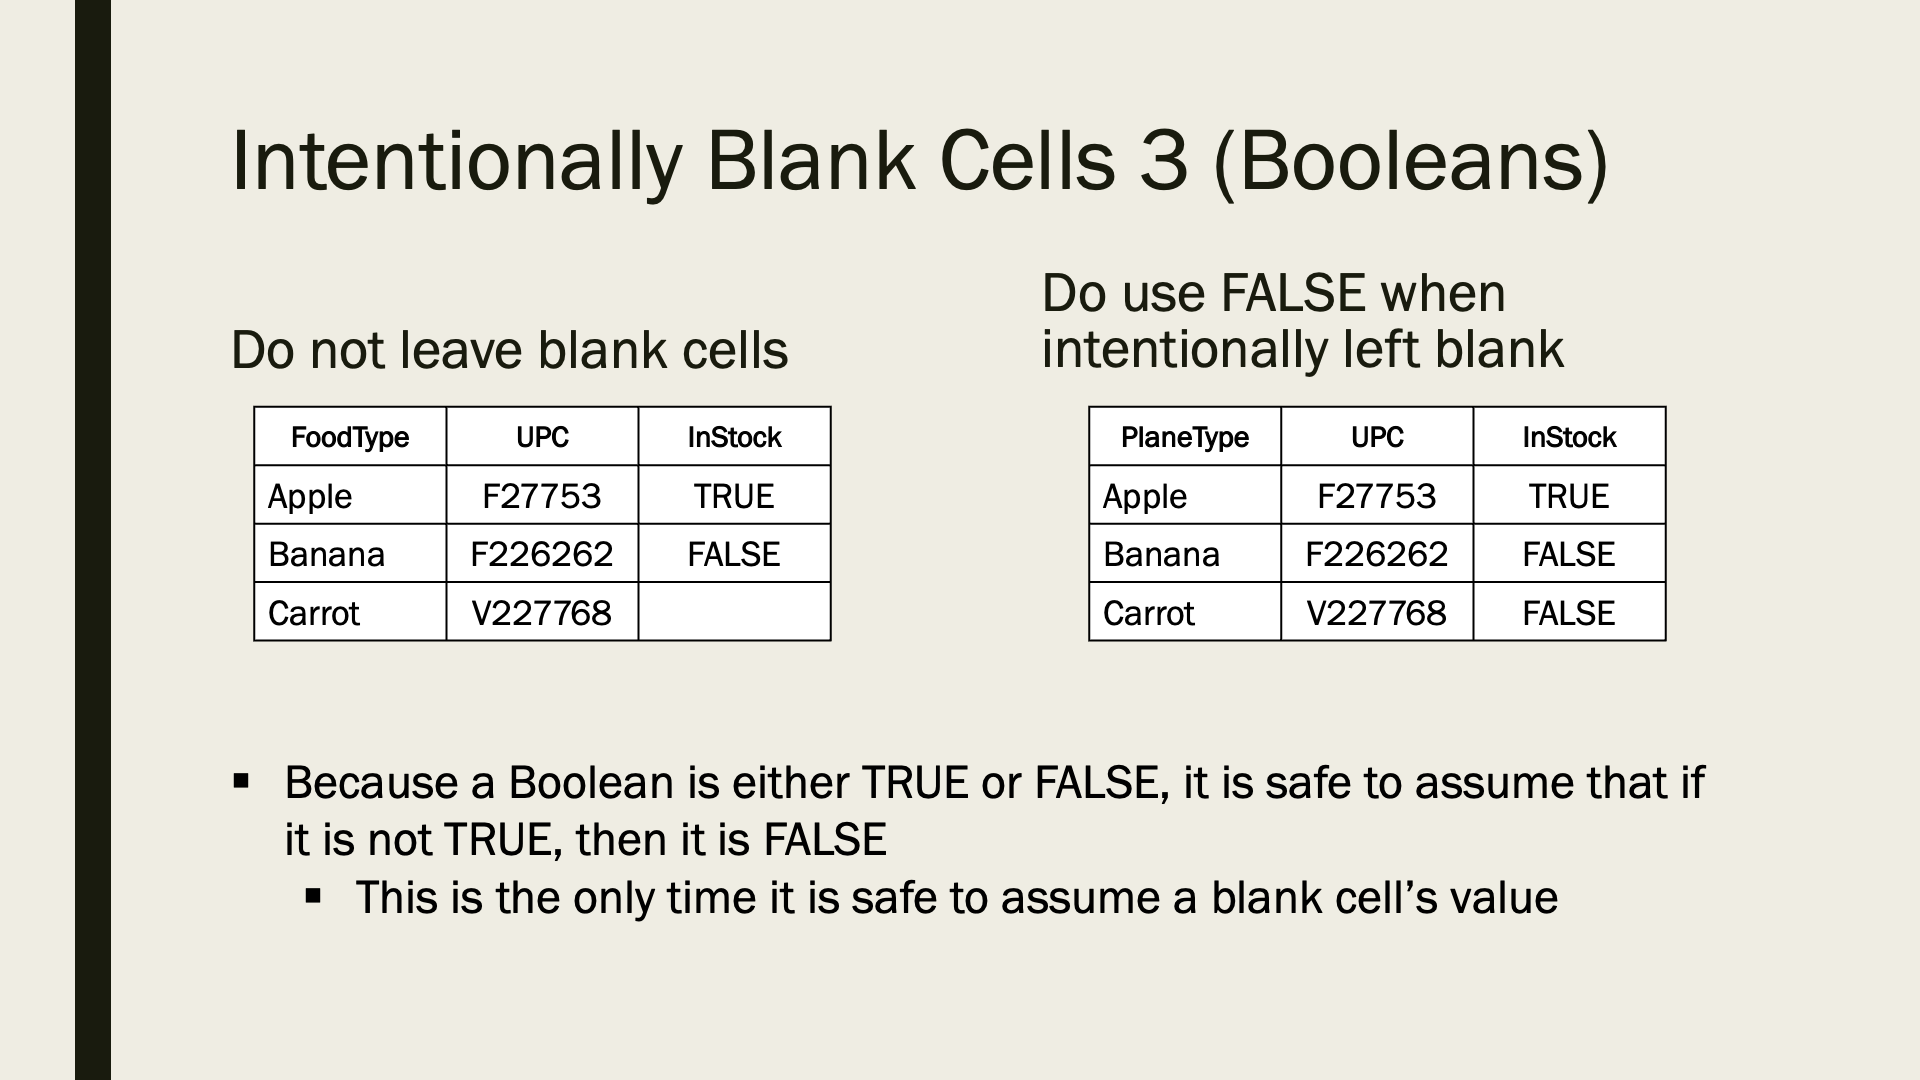 Intentionally Blank Cells 3 (Booleans)
Do not leave blank cells
FoodType UPC InStock
Apple F27753 TRUE
Banana F226262 FALSE
Carrot V227768
Do use FALSE when
intentionally left blank
PlaneType UPC InStock
Apple F27753 TRUE
Banana F226262 FALSE
Carrot V227768 FALSE
▪ Because a Boolean is either TRUE or FALSE, it is safe to assume that if
it is not TRUE, then it is FALSE
▪ This is the only time it is safe to assume a blank cell’s value